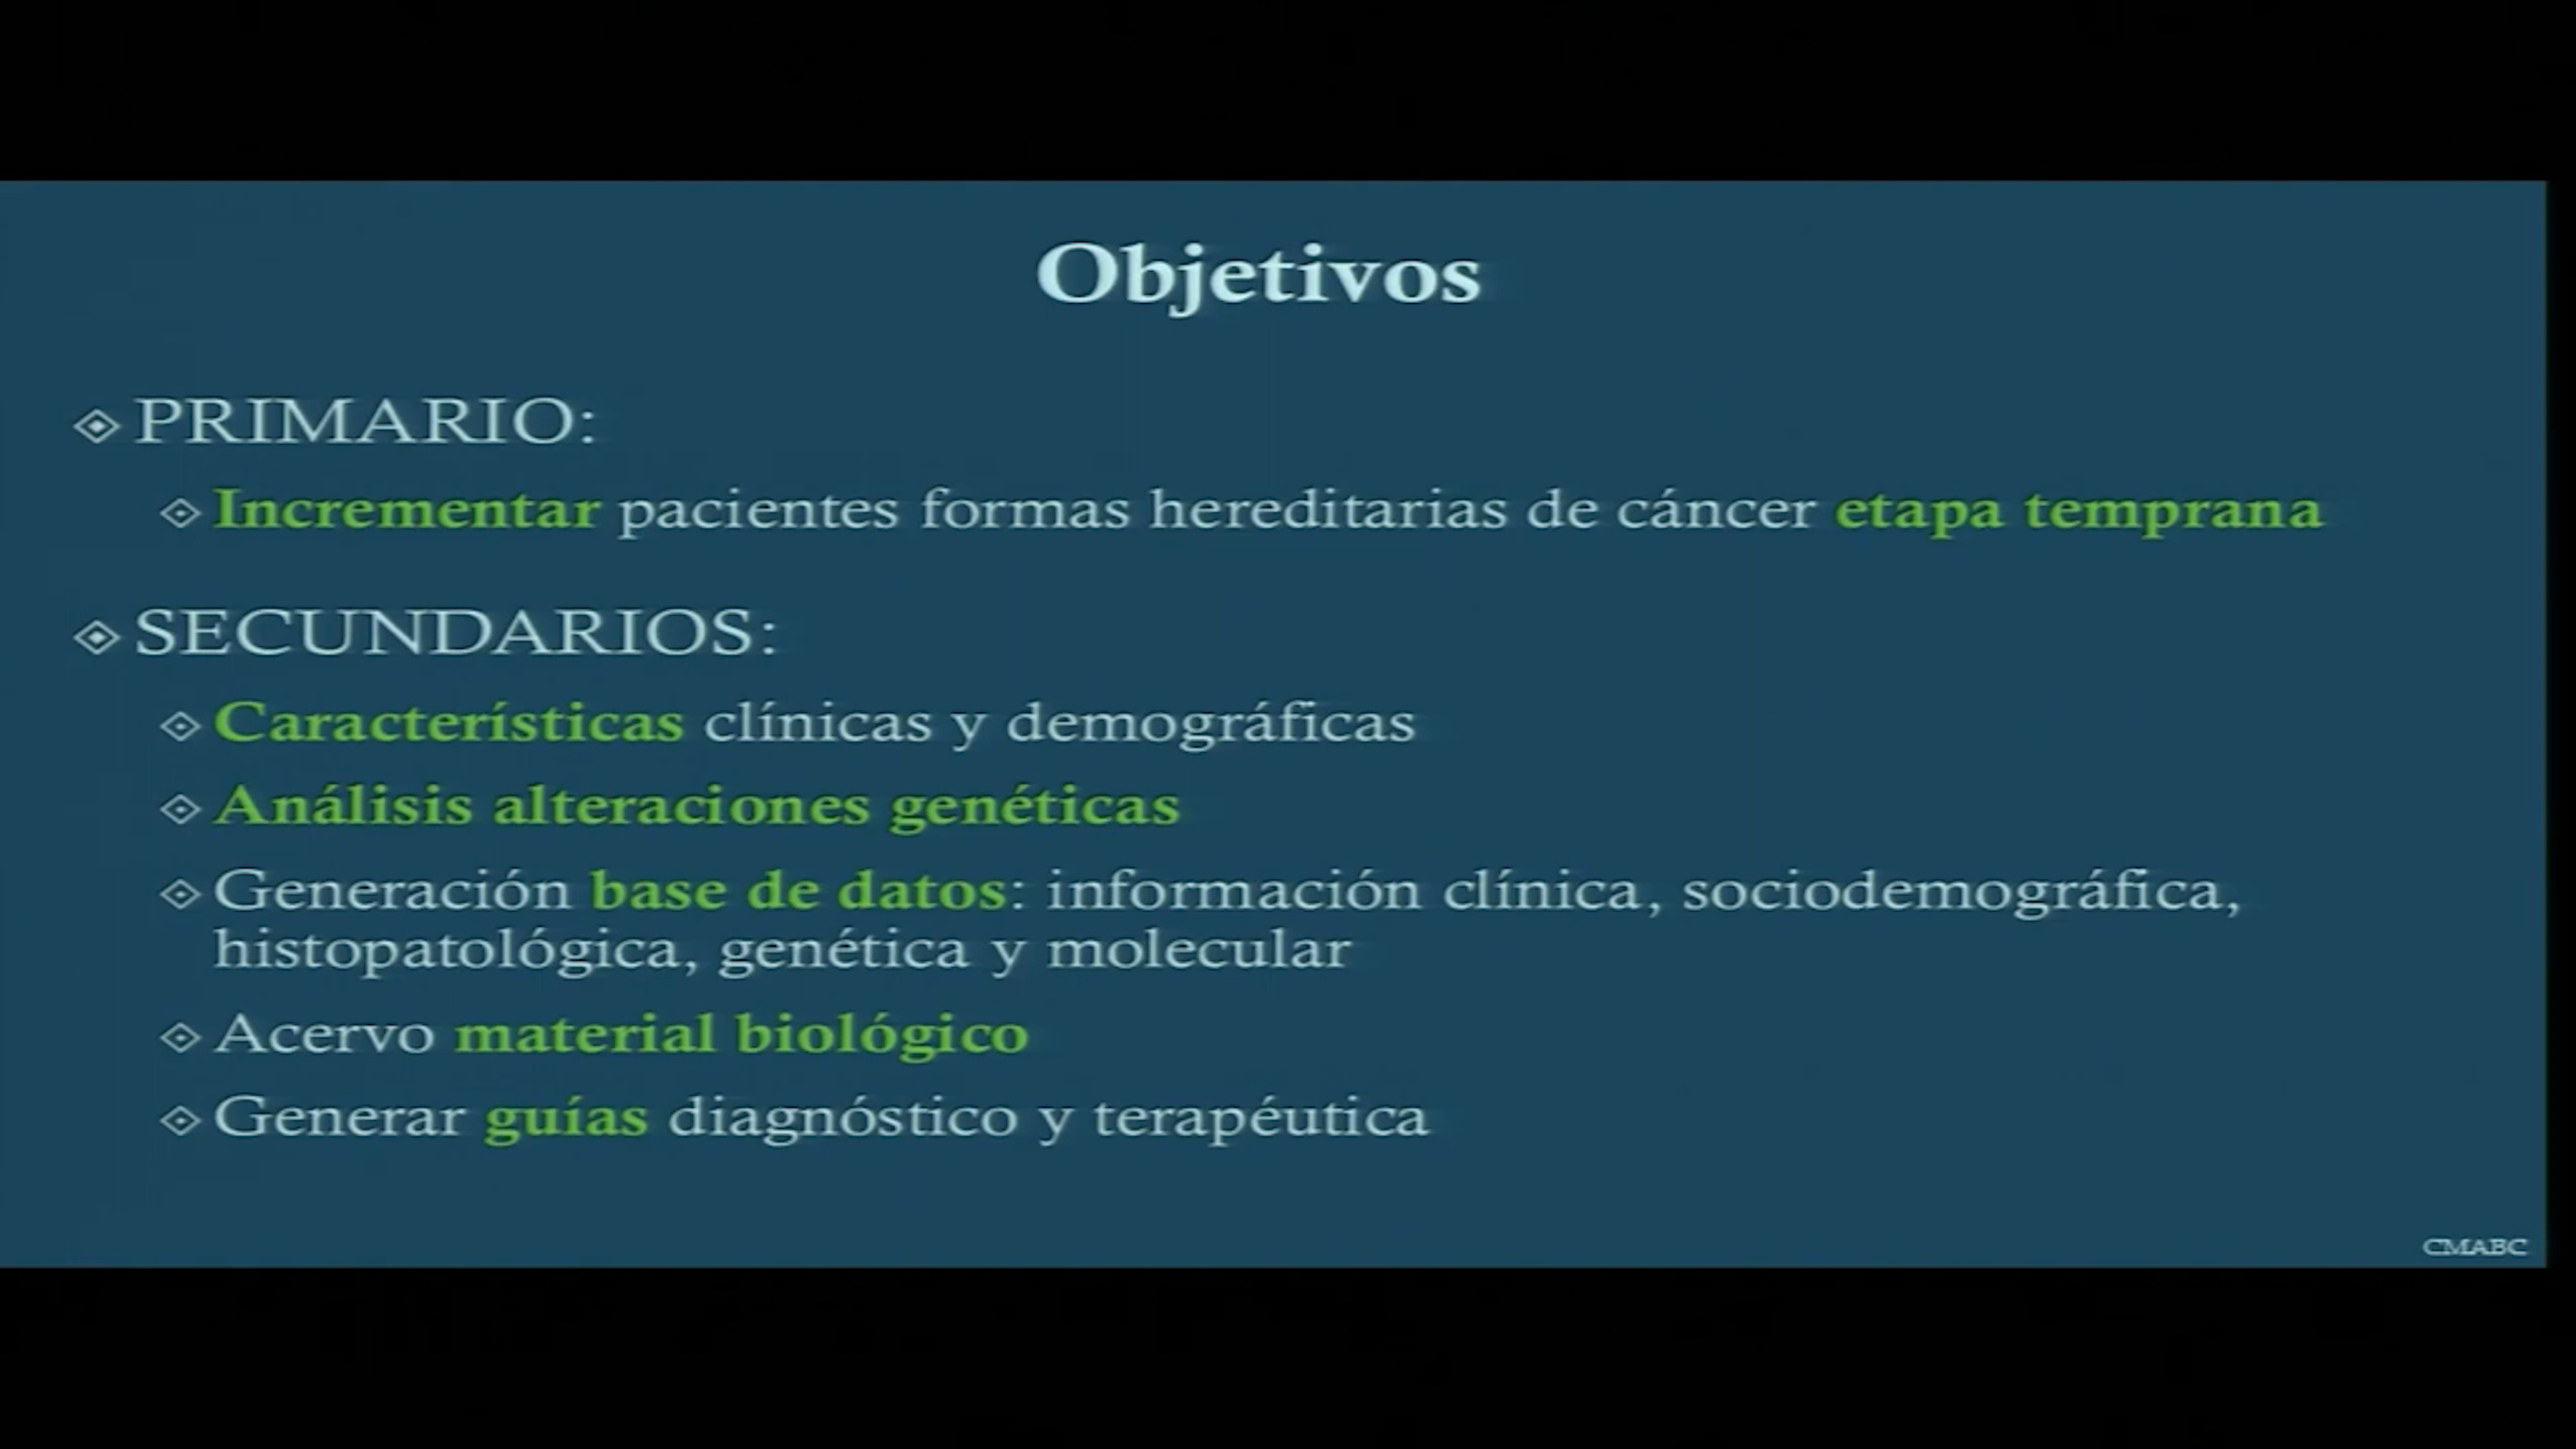 Objetivos
PRIMARIO:
Incrementar pacientes formas hereditarias de cáncer etapa temprana
SECUNDARIOS:
Características clínicas y demográficas
Análisis alteraciones genéticas
Generación base de datos: información clínica, sociodemográfica,
histopatológica, genética y molecular
Acervo material biológico
Generar guías diagnóstico y terapéutica
CMABC